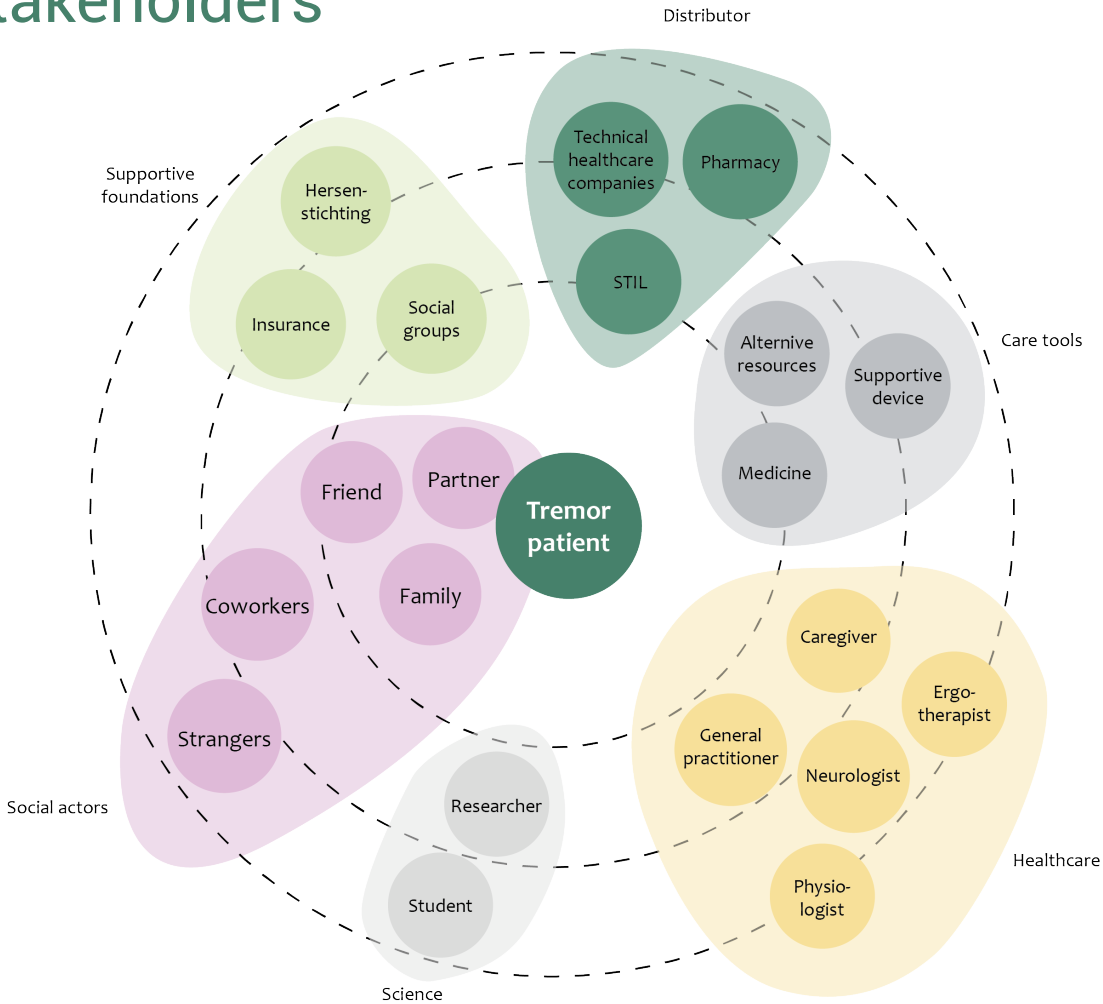 takeholders
Distributor
Technical
healthcare
companies
Pharmacy
STIL
Supportive
foundations
Hersen-
stichting
Insurance
Social
groups
Care tools
Alternive
resources
Supportive
device
Medicine
Tremor
patient
Friend
Partner
Family
Coworkers
Strangers
Social actors
Caregiver
Ergo-
therapist
General
practitioner
Neurologist
Physio-
logist
Healthcare
Researcher
Student
Science